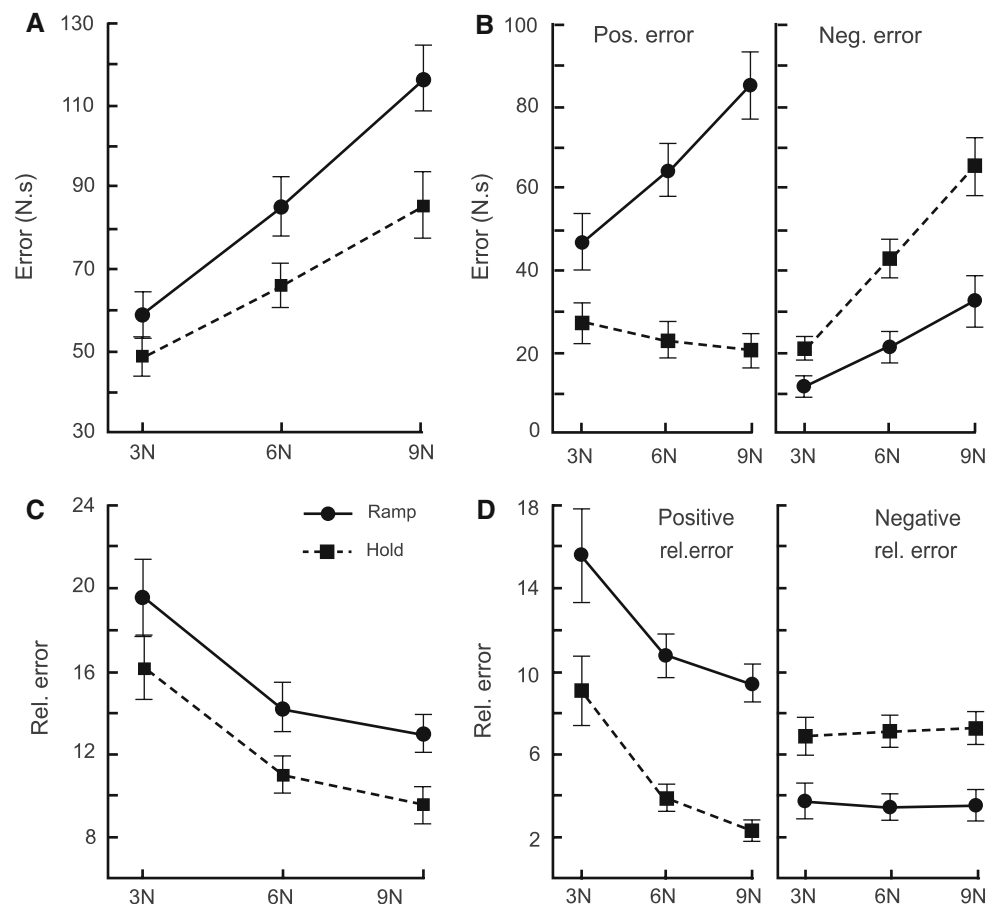 A
130
110
90
70
50
30
Error (N.s)
3N
6N
9N
B
Pos. error
Neg. error
100
80
60
40
20
0
Error (N.s)
3N
6N
9N
3N
6N
9N
C
Ramp
Hold
24
20
16
12
8
Rel. error
3N
6N
9N
D
Positive
rel.error
Negative
rel. error
18
14
10
6
2
Rel. error
3N
6N
9N
3N
6N
9N